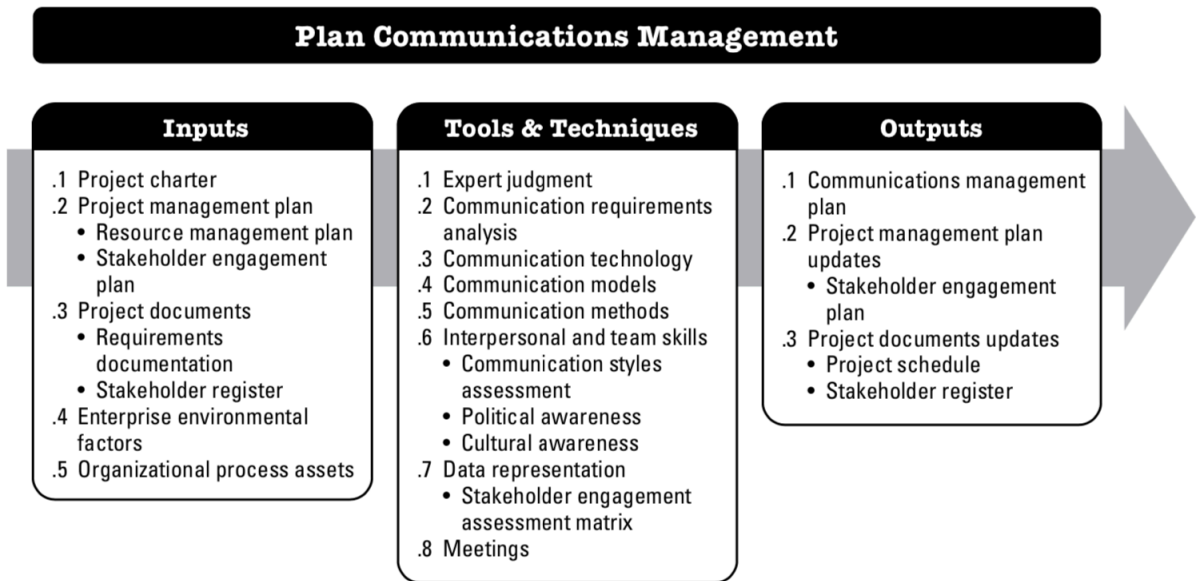 Plan Communications Management
Inputs
.1 Project charter
.2 Project management plan
• Resource management plan
• Stakeholder engagement
plan
.3 Project documents
• Requirements
documentation
• Stakeholder register
.4 Enterprise environmental
factors
.5 Organizational process assets
Tools & Techniques
.1 Expert judgment
.2 Communication requirements
analysis
.3 Communication technology
.4 Communication models
.5 Communication methods
.6 Interpersonal and team skills
• Communication styles
assessment
• Political awareness
• Cultural awareness
.7 Data representation
• Stakeholder engagement
assessment matrix
.8 Meetings
Outputs
.1 Communications management
plan
.2 Project management plan
updates
• Stakeholder engagement
plan
.3 Project documents updates
• Project schedule
• Stakeholder register